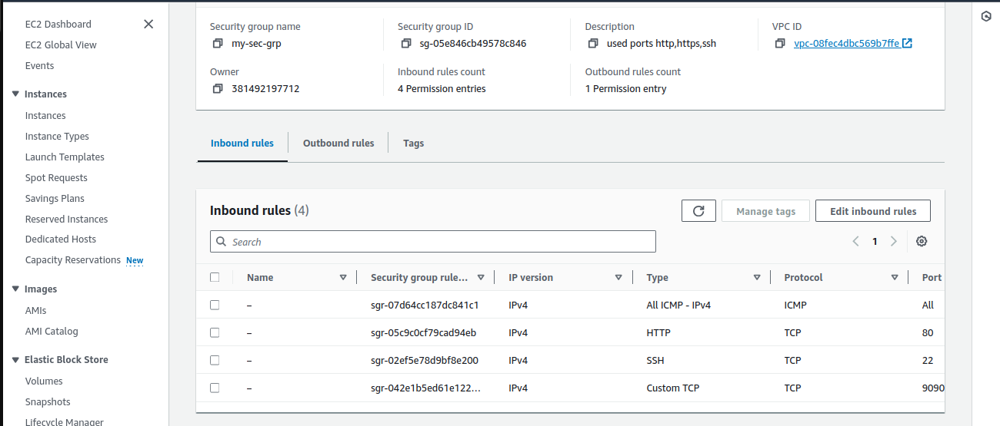 EC2 Dashboard
EC2 Global View
Events
Instances
Instances
Instance Types
Launch Templates
Spot Requests
Savings Plans
Reserved Instances
Dedicated Hosts
Capacity Reservations New
Images
AMIs
AMI Catalog
Elastic Block Store
Volumes
Snapshots
Lifecycle Manager
Security group name
my-sec-grp
Security group ID
sg-05e846cb49578c846
Description
used ports http,https,ssh
VPC ID
vpc-08fec4dbc569b7ffe
Owner
381492197712
Inbound rules count
4 Permission entries
Outbound rules count
1 Permission entry
Inbound rules Outbound rules Tags
Inbound rules (4)
Manage tags Edit inbound rules
Search
1
Name Security group rule... IP version Type Protocol Port
– sgr-07d64cc187dc841c1 IPv4 All ICMP - IPv4 ICMP All
– sgr-05c9c0cf79cad94eb IPv4 HTTP TCP 80
– sgr-02ef5e78d9bf8e200 IPv4 SSH TCP 22
– sgr-042e1b5ed61e122... IPv4 Custom TCP TCP 9090